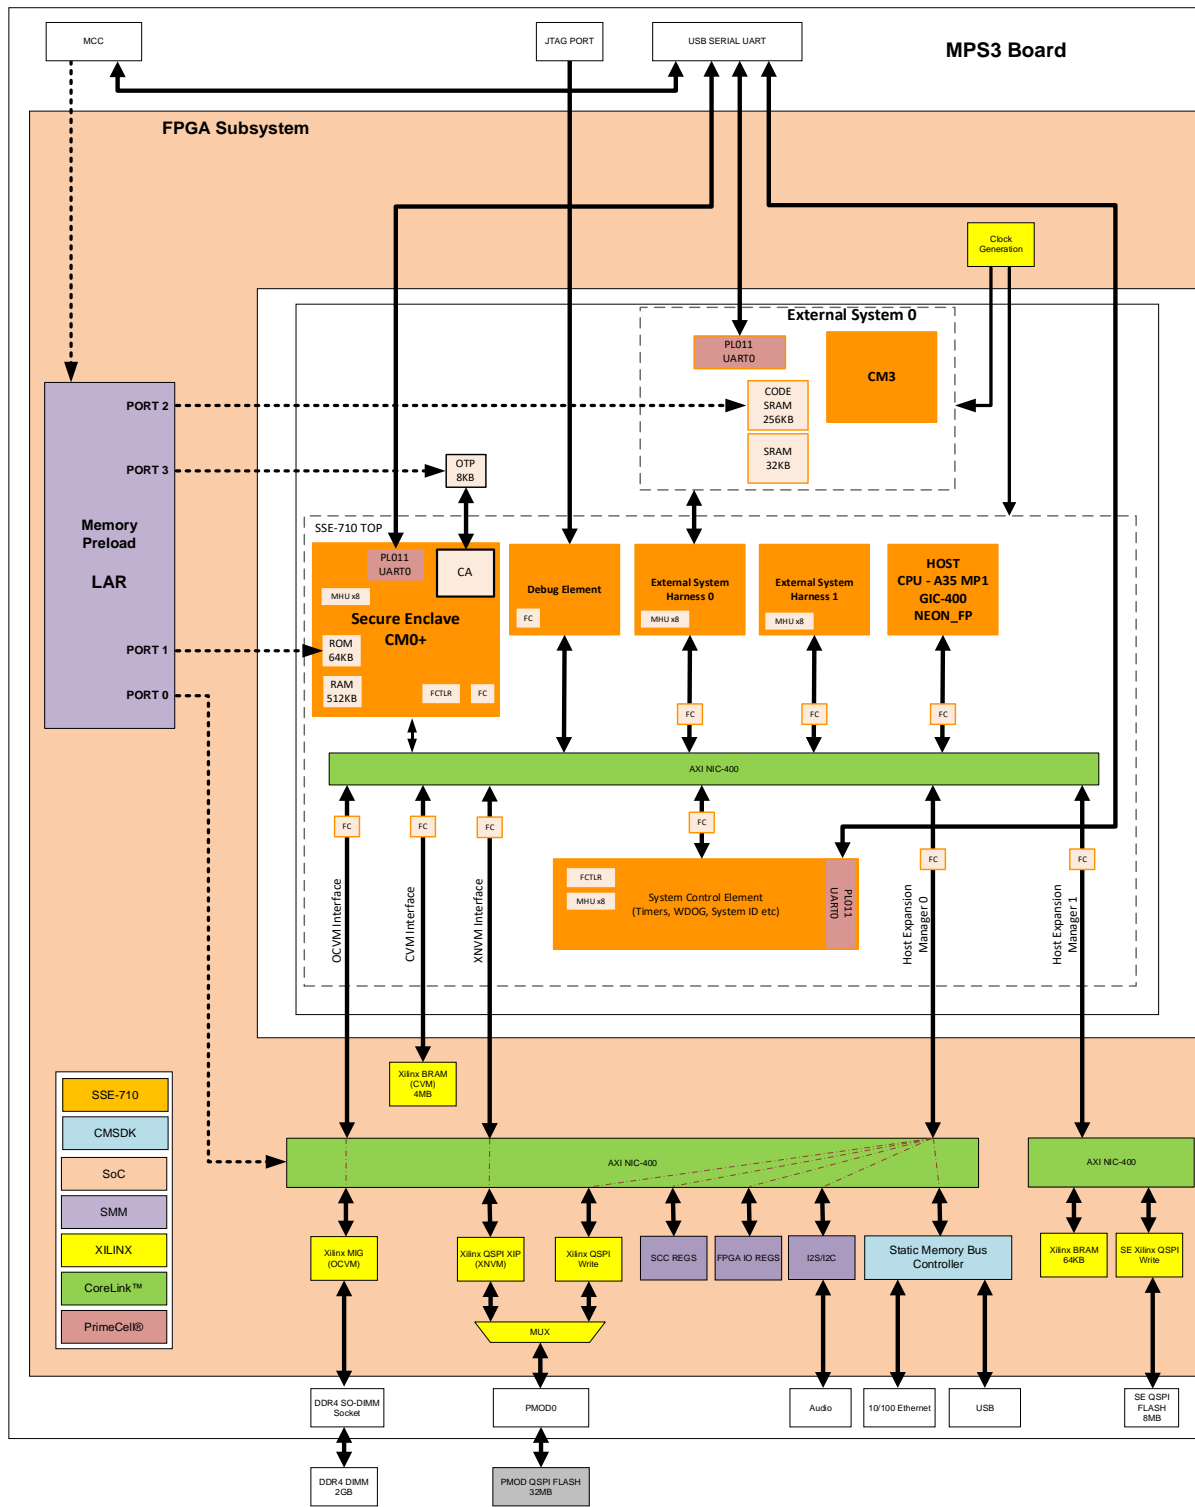 MCC
JTAG PORT
USB SERIAL UART
MPS3 Board
FPGA Subsystem
Clock
Generation
External System 0
PL011
UART0
CM3
CODE
SRAM
256KB
SRAM
32KB
PORT 2
PORT 3
OTP
8KB
Memory
Preload
LAR
PORT 1
PORT 0
SSE-710 TOP
PL011
UART0
CA
MHU x8
Secure Enclave
CM0+
ROM
64KB
RAM
512KB
FCTLR
FC
Debug Element
FC
External System
Harness 0
MHU x8
External System
Harness 1
MHU x8
HOST
CPU - A35 MP1
GIC-400
NEON_FP
FC
FC
FC
AXI NIC-400
FC
FC
FC
FC
FC
FC
OCVM Interface
CVM Interface
XNVM Interface
FCTLR
MHU x8
System Control Element
(Timers, WDOG, System ID etc)
PL011
UART0
Host Expansion
Manager 0
Host Expansion
Manager 1
Xilinx BRAM
(CVM)
4MB
SSE-710
CMSDK
SoC
SMM
XILINX
CoreLink™
PrimeCell®
AXI NIC-400
AXI NIC-400
Xilinx MIG
(OCVM)
Xilinx QSPI XIP
(XNVM)
Xilinx QSPI
Write
SCC REGS
FPGA IO REGS
I2S/I2C
Static Memory Bus
Controller
Xilinx BRAM
64KB
SE Xilinx QSPI
Write
MUX
DDR4 SO-DIMM
Socket
PMOD0
Audio
10/100 Ethernet
USB
SE QSPI
FLASH
8MB
DDR4 DIMM
2GB
PMOD QSPI FLASH
32MB